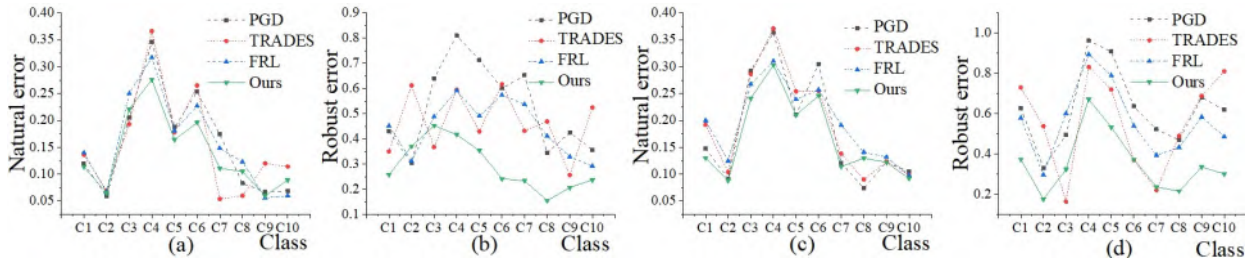 Natural error
0.40
0.35
0.30
0.25
0.20
0.15
0.10
0.05
PGD
TRADES
FRL
Ours
C1 C2 C3 C4 C5 C6 C7 C8 C9 C10
(a)
Class
Robust error
0.9
0.8
0.7
0.6
0.5
0.4
0.3
0.2
0.1
PGD
TRADES
FRL
Ours
C1 C2 C3 C4 C5 C6 C7 C8 C9 C10
(b)
Class
Natural error
0.40
0.35
0.30
0.25
0.20
0.15
0.10
0.05
PGD
TRADES
FRL
Ours
C1 C2 C3 C4 C5 C6 C7 C8 C9 C10
(c)
Class
Robust error
1.0
0.8
0.6
0.4
0.2
PGD
TRADES
FRL
Ours
C1 C2 C3 C4 C5 C6 C7 C8 C9 C10
(d)
Class